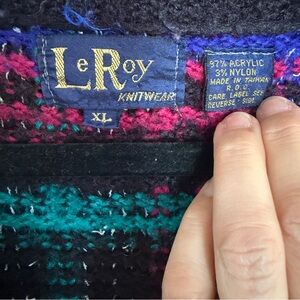 LeRoy
KNITWEAR
XL
97% ACRYLIC
3% NYLON
MADE IN TAIWAN
R.O.C.
CARE LABEL SEE
REVERSE SIDE